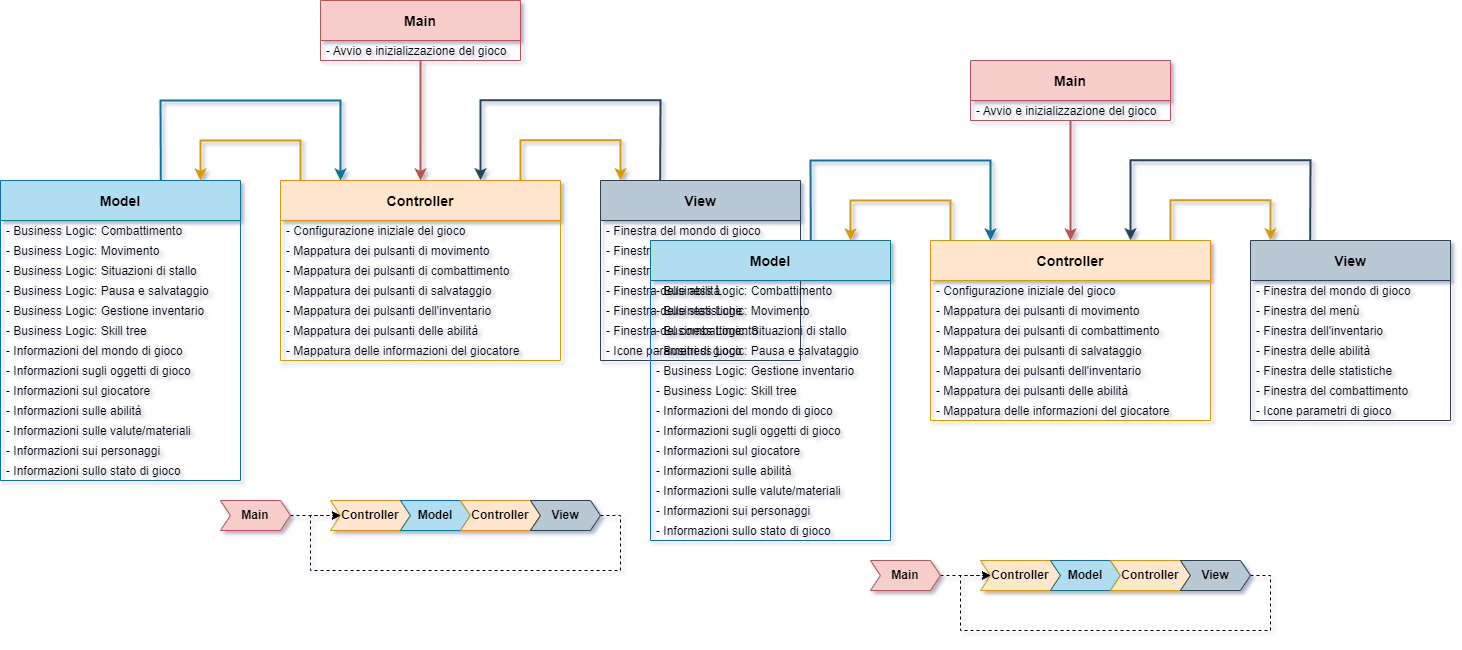 Main
- Avvio e inizializzazione del gioco
Model
- Business Logic: Combattimento
- Business Logic: Movimento
- Business Logic: Situazioni di stallo
- Business Logic: Pausa e salvataggio
- Business Logic: Gestione inventario
- Business Logic: Skill tree
- Informazioni del mondo di gioco
- Informazioni sugli oggetti di gioco
- Informazioni sul giocatore
- Informazioni sulle abilità
- Informazioni sulle valute/materiali
- Informazioni sui personaggi
- Informazioni sullo stato di gioco
Controller
- Configurazione iniziale del gioco
- Mappatura dei pulsanti di movimento
- Mappatura dei pulsanti di combattimento
- Mappatura dei pulsanti di salvataggio
- Mappatura dei pulsanti dell'inventario
- Mappatura dei pulsanti delle abilità
- Mappatura delle informazioni del giocatore
View
- Finestra del mondo di gioco
- Finestra delle abilità
- Finestra delle statistiche
- Finestra del combattimento
- Icone parametri di gioco
Main
Controller
Model
Controller
View
Main
- Avvio e inizializzazione del gioco
Model
- Business Logic: Combattimento
- Business Logic: Movimento
- Business Logic: Situazioni di stallo
- Business Logic: Pausa e salvataggio
- Business Logic: Gestione inventario
- Business Logic: Skill tree
- Informazioni del mondo di gioco
- Informazioni sugli oggetti di gioco
- Informazioni sul giocatore
- Informazioni sulle abilità
- Informazioni sulle valute/materiali
- Informazioni sui personaggi
- Informazioni sullo stato di gioco
Controller
- Configurazione iniziale del gioco
- Mappatura dei pulsanti di movimento
- Mappatura dei pulsanti di combattimento
- Mappatura dei pulsanti di salvataggio
- Mappatura dei pulsanti dell'inventario
- Mappatura dei pulsanti delle abilità
- Mappatura delle informazioni del giocatore
View
- Finestra del mondo di gioco
- Finestra del menù
- Finestra dell'inventario
- Finestra delle abilità
- Finestra delle statistiche
- Finestra del combattimento
- Icone parametri di gioco
Main
Controller
Model
Controller
View